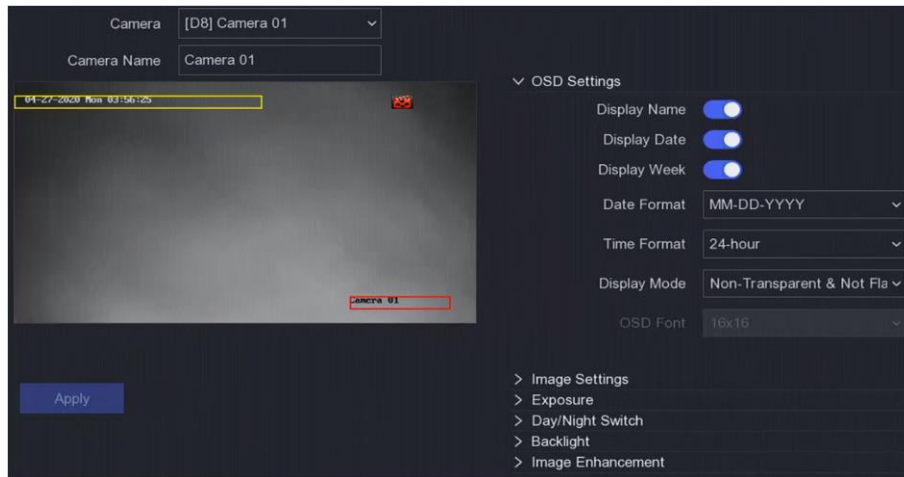 Camera [D8] Camera 01
Camera Name Camera 01
04-27-2020 Mon 03:56:25
Camera 01
OSD Settings
Display Name
Display Date
Display Week
Date Format MM-DD-YYYY
Time Format 24-hour
Display Mode Non-Transparent & Not Fla
OSD Font 16x16
Apply
Image Settings
Exposure
Day/Night Switch
Backlight
Image Enhancement